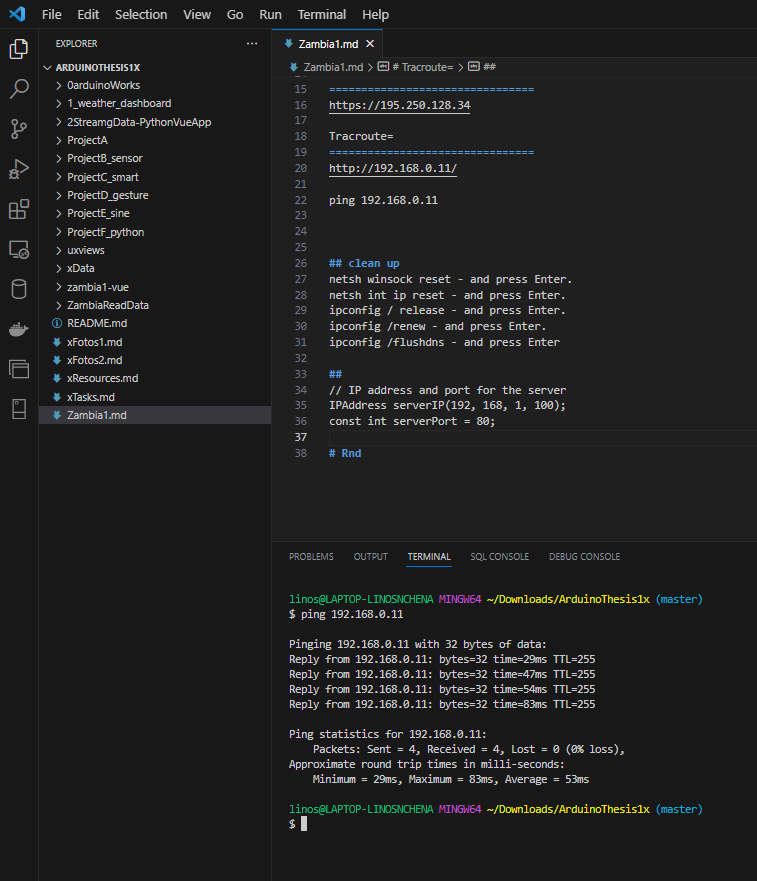 File Edit Selection View Go Run Terminal Help
EXPLORER
ARDUINOTHESIS1X
0arduinoWorks
1_weather_dashboard
2StreamgData-PythonVueApp
ProjectA
ProjectB_sensor
ProjectC_smart
ProjectD_gesture
ProjectE_sine
ProjectF_python
uxviews
xData
zambia1-vue
ZambiaReadData
README.md
xFotos1.md
xFotos2.md
xResources.md
xTasks.md
Zambia1.md
Zambia1.md
Zambia1.md > # Tracroute= > ##
15 ================================
16 https://195.250.128.34
17
18 Tracroute=
19 ================================
20 http://192.168.0.11/
21
22 ping 192.168.0.11
23
24
25
26 ## clean up
27 netsh winsock reset - and press Enter.
28 netsh int ip reset - and press Enter.
29 ipconfig / release - and press Enter.
30 ipconfig /renew - and press Enter.
31 ipconfig /flushdns - and press Enter
32
33 ##
34 // IP address and port for the server
35 IPAddress serverIP(192, 168, 1, 100);
36 const int serverPort = 80;
37
38 # Rnd
PROBLEMS OUTPUT TERMINAL SQL CONSOLE DEBUG CONSOLE
linos@LAPTOP-LINOSNCHENA MINGW64 ~/Downloads/ArduinoThesis1x (master)
$ ping 192.168.0.11
Pinging 192.168.0.11 with 32 bytes of data:
Reply from 192.168.0.11: bytes=32 time=29ms TTL=255
Reply from 192.168.0.11: bytes=32 time=47ms TTL=255
Reply from 192.168.0.11: bytes=32 time=54ms TTL=255
Reply from 192.168.0.11: bytes=32 time=83ms TTL=255
Ping statistics for 192.168.0.11:
Packets: Sent = 4, Received = 4, Lost = 0 (0% loss),
Approximate round trip times in milli-seconds:
Minimum = 29ms, Maximum = 83ms, Average = 53ms
linos@LAPTOP-LINOSNCHENA MINGW64 ~/Downloads/ArduinoThesis1x (master)
$